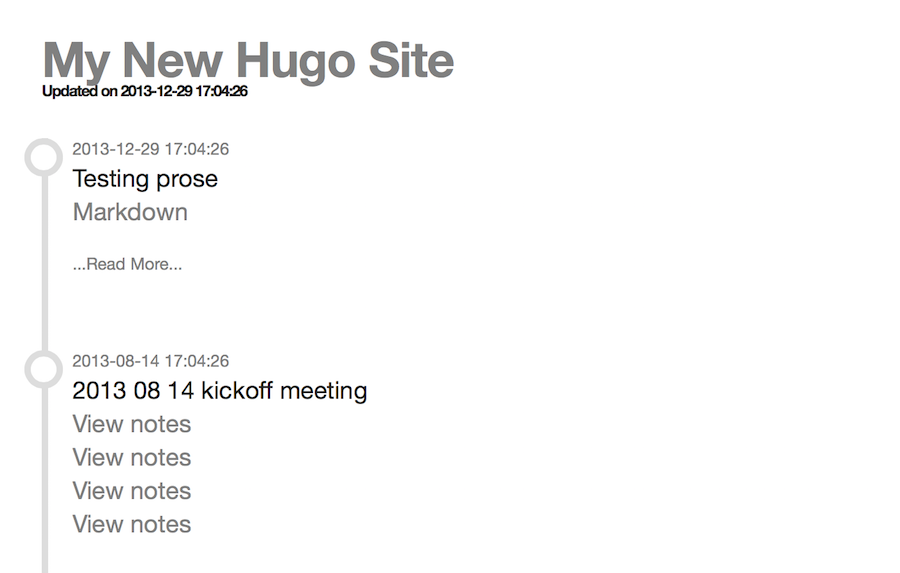 My New Hugo Site
Updated on 2013-12-29 17:04:26
2013-12-29 17:04:26
Testing prose
Markdown
...Read More...
2013-08-14 17:04:26
2013 08 14 kickoff meeting
View notes
View notes
View notes
View notes